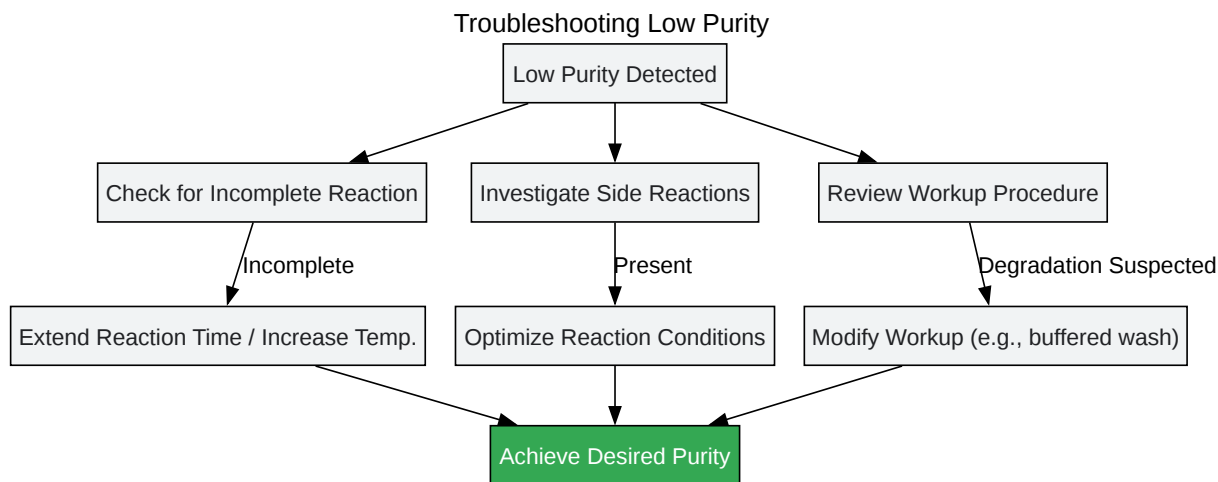 Troubleshooting Low Purity
Low Purity Detected
Check for Incomplete Reaction
Investigate Side Reactions
Review Workup Procedure
Incomplete
Present
Degradation Suspected
Extend Reaction Time / Increase Temp.
Optimize Reaction Conditions
Modify Workup (e.g., buffered wash)
Achieve Desired Purity